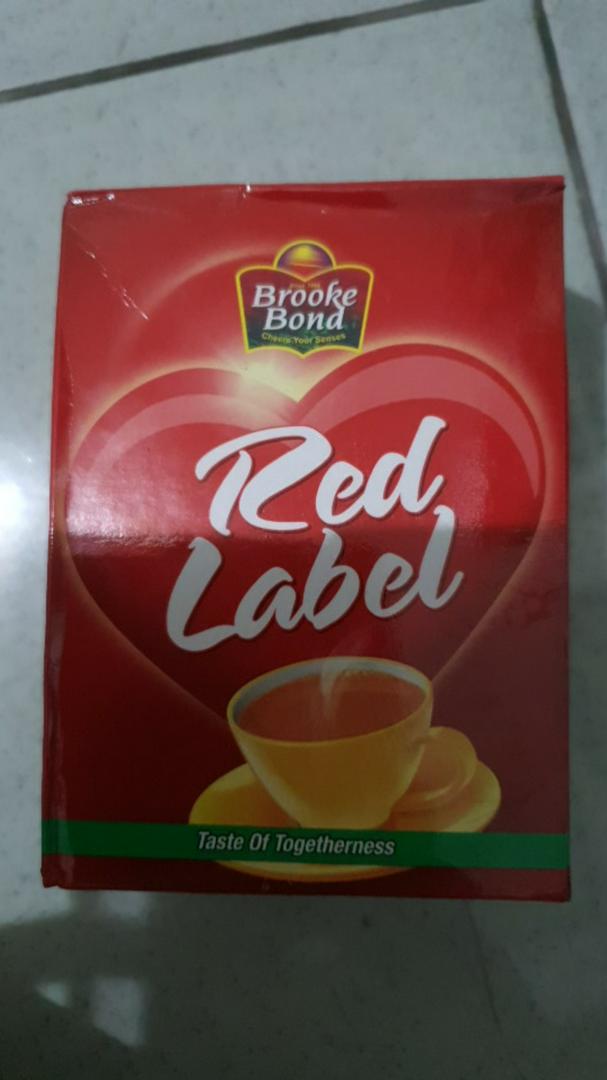 Brooke
Bond
Cheers Your Senses
Red
Label
Taste Of Togetherness